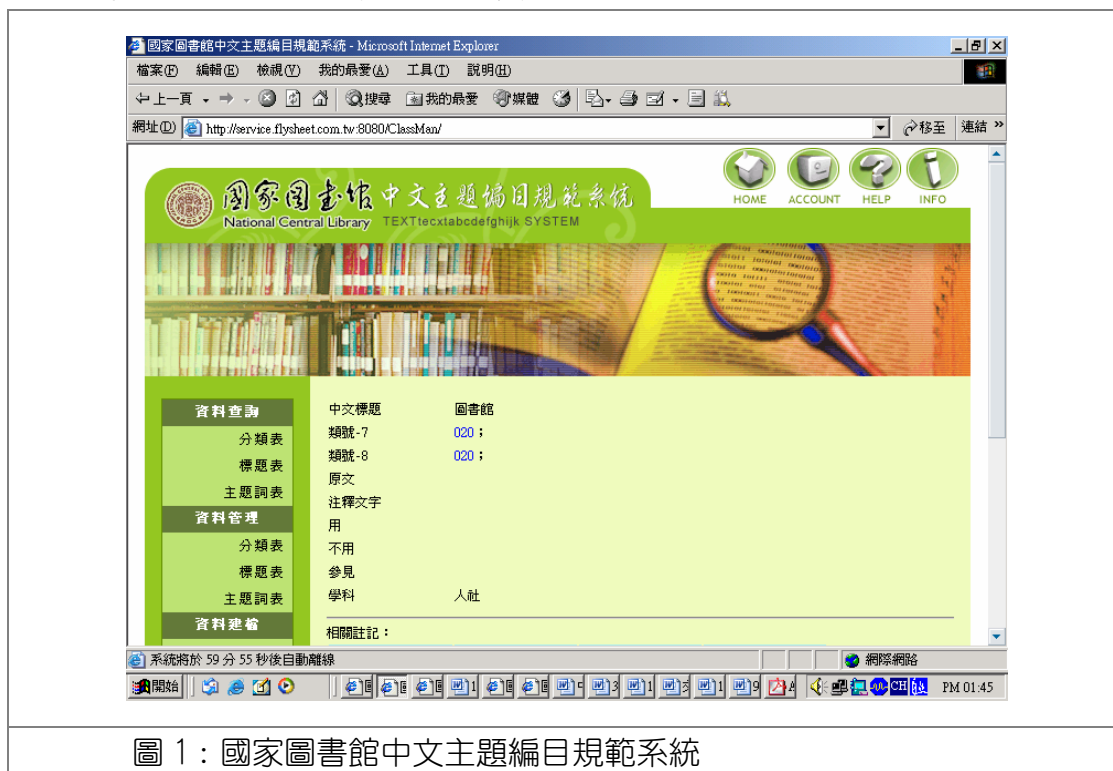 國家圖書館中文主題編目規範系統 - Microsoft Internet Explorer
檔案(F) 編輯(E) 檢視(V) 我的最愛(A) 工具(T) 說明(H)
上一頁 搜尋 我的最愛 媒體
網址(D) http://service.flysheet.com.tw:8080/ClassMan/ 移至 連結 »
國家圖書館 中文主題編目規範系統
National Central Library TEXTtecxtabcdefghijk SYSTEM
HOME ACCOUNT HELP INFO
資料查詢
分類表
標題表
主題詞表
資料管理
分類表
標題表
主題詞表
資料建檔
中文標題 圖書館
類號-7 020；
類號-8 020；
原文
注釋文字
用
不用
參見
學科 人社
相關註記：
系統將於 59 分 55 秒後自動離線 網際網路
開始 CH PM 01:45
圖 1：國家圖書館中文主題編目規範系統